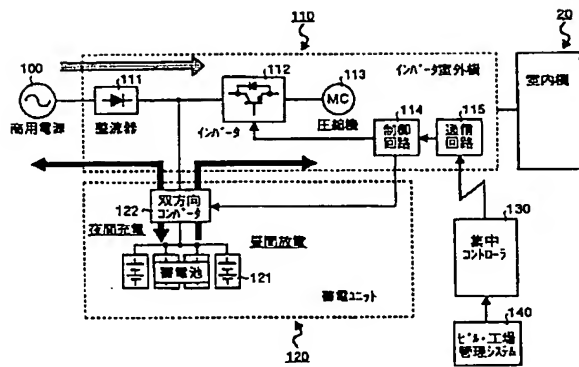 110
20
100
111
112
113
インバータ室外機
室内機
MC
商用電源
整流器
インバータ
圧縮機
114
115
制御
回路
通信
回路
122
双方向
コンバータ
夜間充電
昼間放電
130
集中
コントローラ
蓄電池
121
蓄電ユニット
140
ビル・工場
管理システム
120